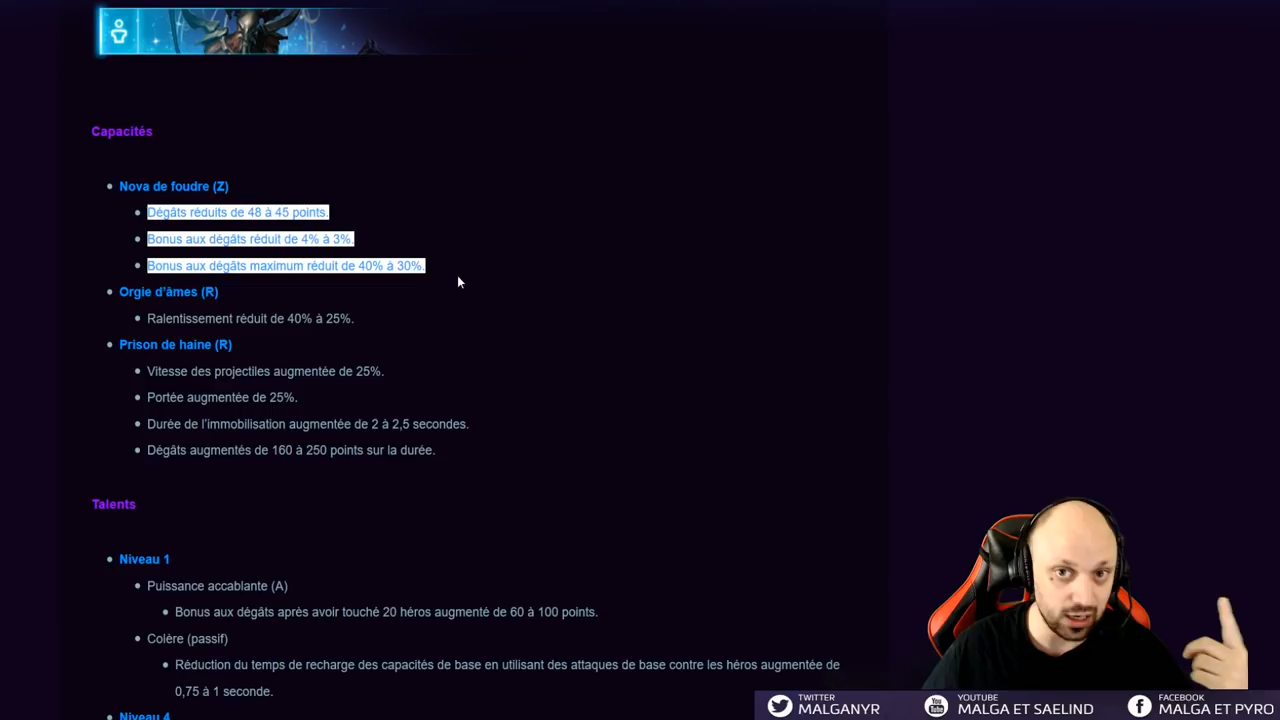 Capacités
Nova de foudre (Z)
Dégâts réduits de 48 à 45 points.
Bonus aux dégâts réduit de 4% à 3%.
Bonus aux dégâts maximum réduit de 40% à 30%.
Orgie d'âmes (R)
Ralentissement réduit de 40% à 25%.
Prison de haine (R)
Vitesse des projectiles augmentée de 25%.
Portée augmentée de 25%.
Durée de l'immobilisation augmentée de 2 à 2,5 secondes.
Dégâts augmentés de 160 à 250 points sur la durée.
Talents
Niveau 1
Puissance accablante (A)
Bonus aux dégâts après avoir touché 20 héros augmenté de 60 à 100 points.
Colère (passif)
Réduction du temps de recharge des capacités de base en utilisant des attaques de base contre les héros augmentée de
0,75 à 1 seconde.
Niveau 4
TWITTER
MALGANYR
YOUTUBE
MALGA ET SAELIND
FACEBOOK
MALGA ET PYRO